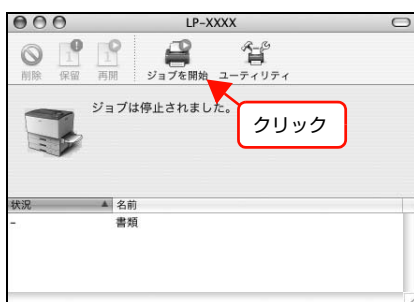 LP-XXXX
削除 保留 再開 ジョブを開始 ユーティリティ
ジョブは停止されました。
クリック
状況 名前
- 書類